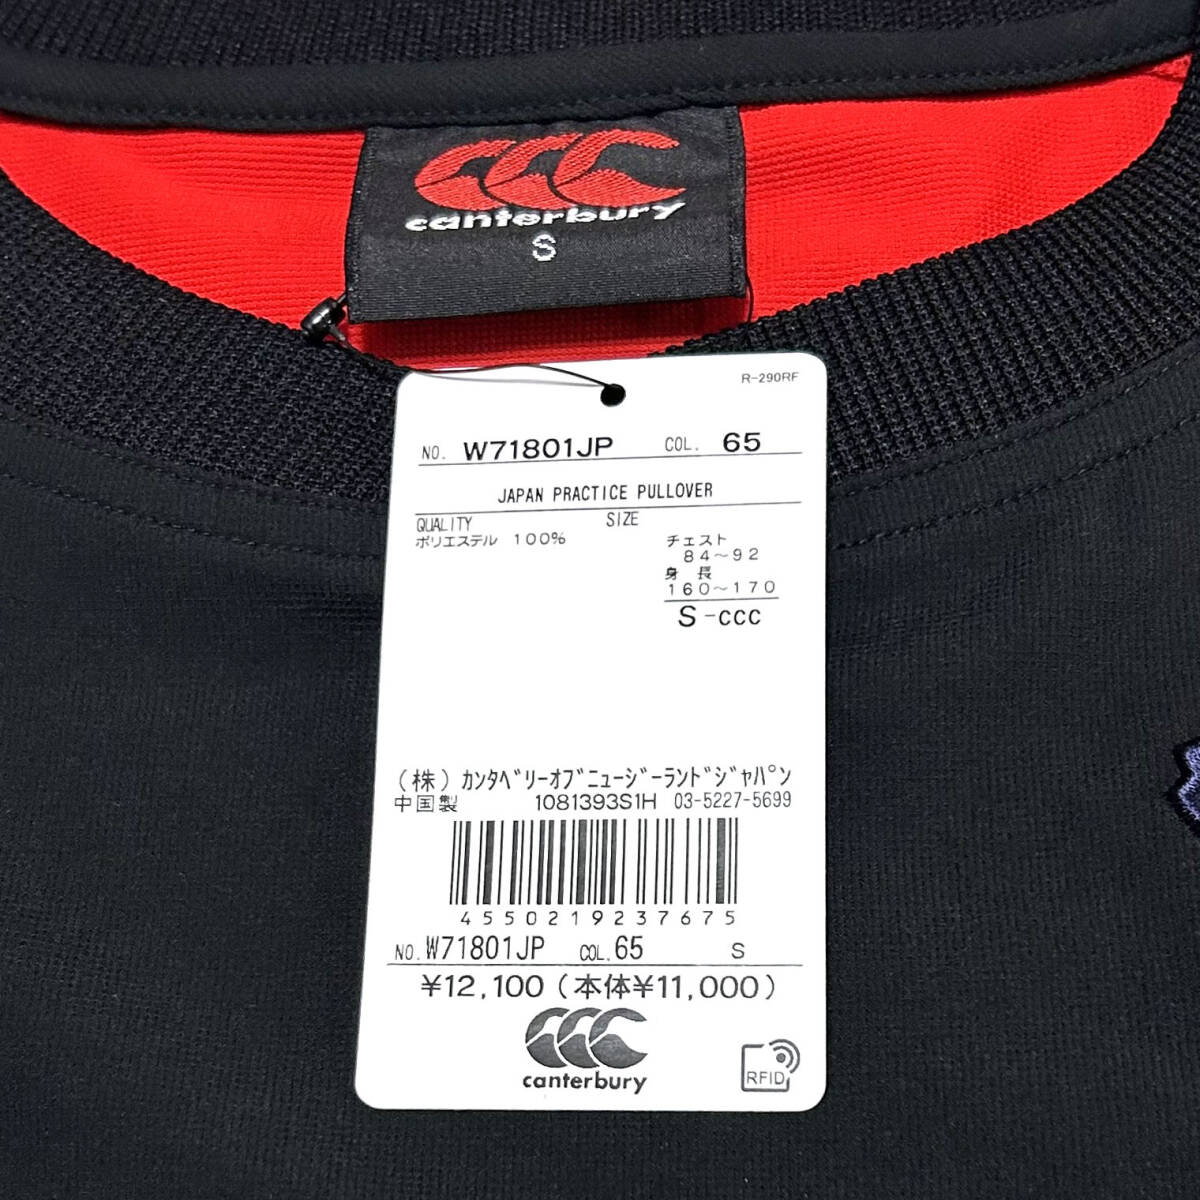 canterbury
S
R-290RF
NO. W71801JP COL. 65
JAPAN PRACTICE PULLOVER
QUALITY SIZE
ポリエステル 100%
チェスト
84～92
身 長
160～170
S-CCC
(株)ｶﾝﾀﾍﾞﾘｰｵﾌﾞﾆｭｰｼﾞｰﾗﾝﾄﾞｼﾞｬﾊﾟﾝ
中国製 1081393S1H 03-5227-5699
4550219237675
NO. W71801JP COL. 65 S
¥12,100(本体¥11,000)
canterbury
RFID